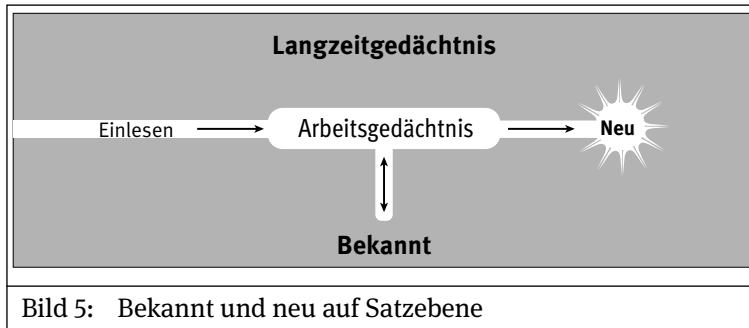 Langzeitgedächtnis
Einlesen Arbeitsgedächtnis Neu
Bekannt
Bild 5: Bekannt und neu auf Satzebene